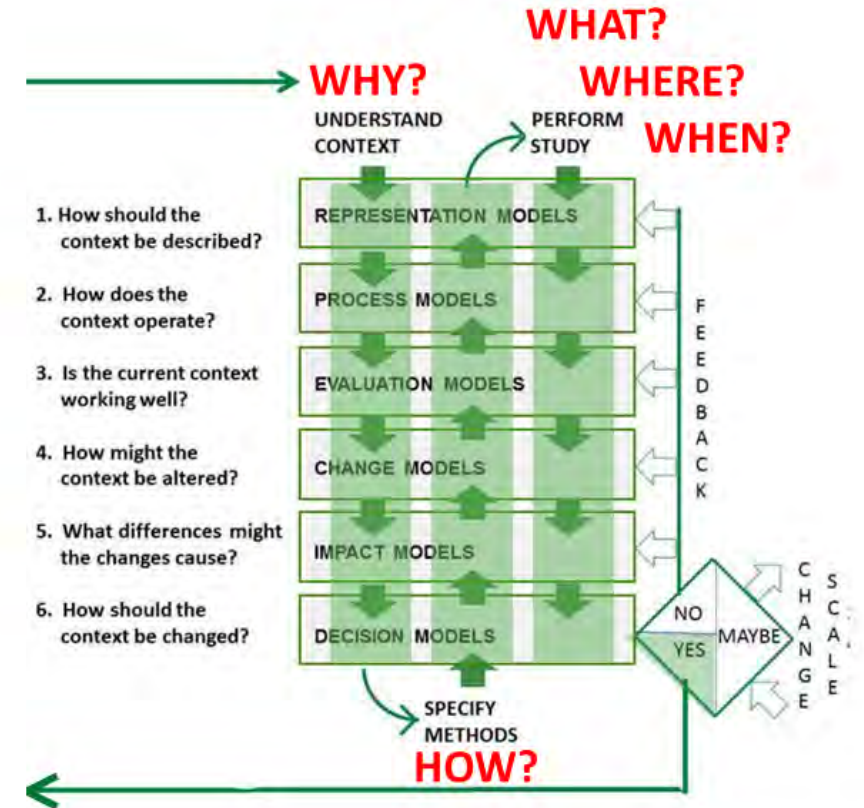 WHAT?
WHY?
WHERE?
UNDERSTAND
CONTEXT
PERFORM
STUDY
WHEN?
1. How should the
context be described?
REPRESENTATION MODELS
2. How does the
context operate?
PROCESS MODELS
3. Is the current context
working well?
EVALUATION MODELS
4. How might the
context be altered?
CHANGE MODELS
5. What differences might
the changes cause?
IMPACT MODELS
6. How should the
context be changed?
DECISION MODELS
FEEDBACK
NO
YES
MAYBE
CHANGE
SCALE
SPECIFY
METHODS
HOW?